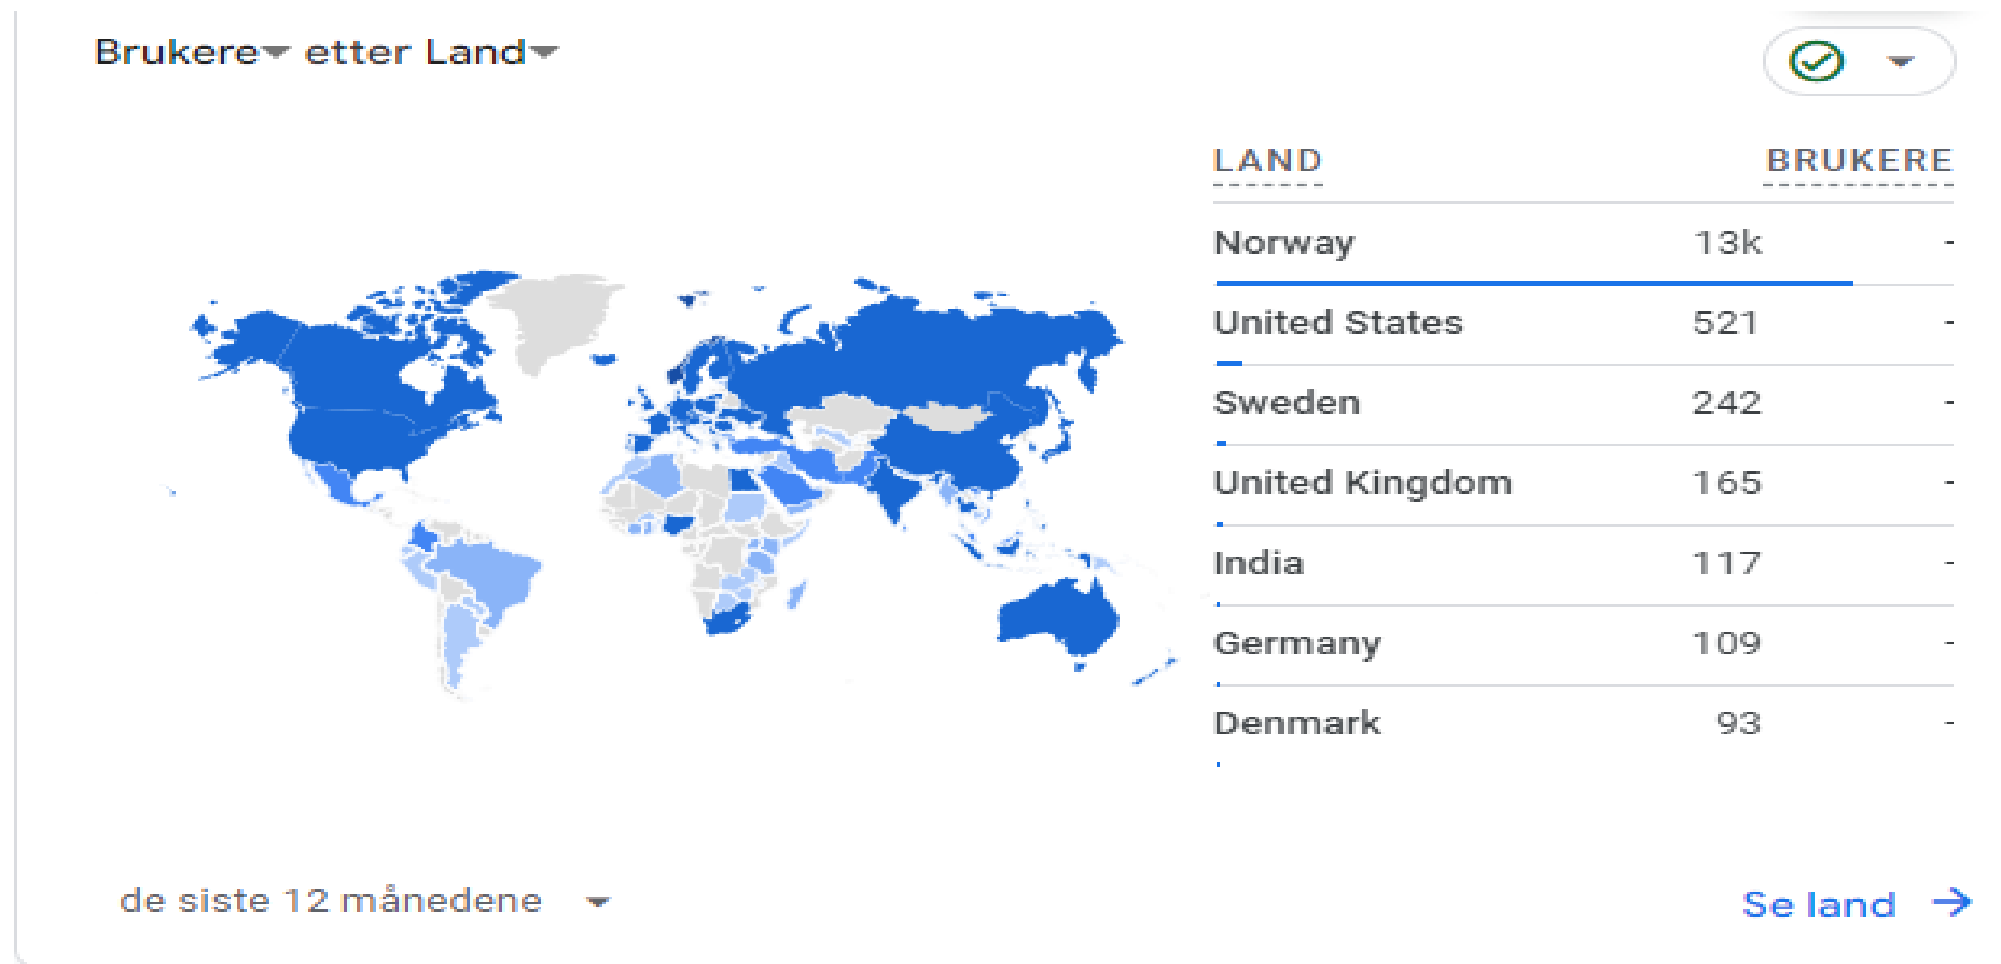 Brukere etter Land
LAND BRUKERE
Norway 13k -
United States 521 -
Sweden 242 -
United Kingdom 165 -
India 117 -
Germany 109 -
Denmark 93 -
de siste 12 månedene
Se land →